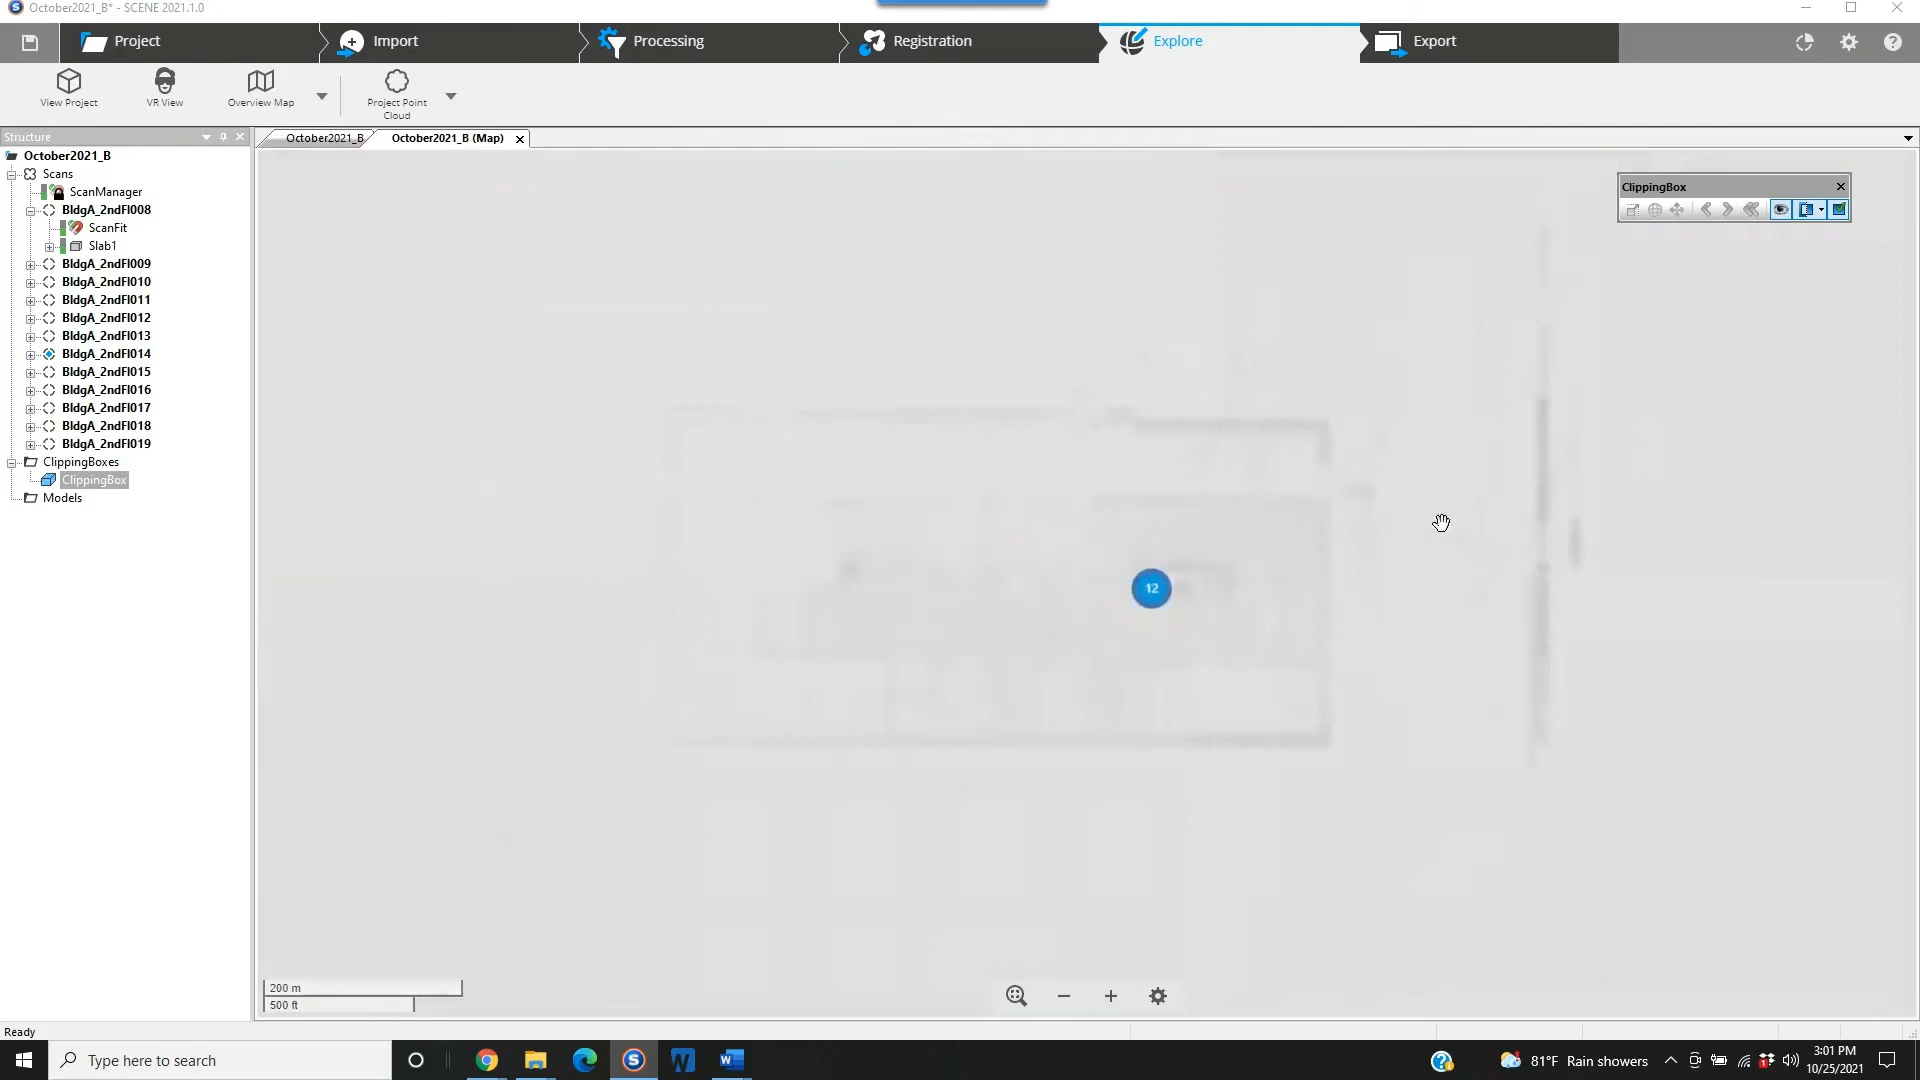 October2021_B* - SCENE 2021.1.0
Project
Import
Processing
Registration
Explore
Export
View Project
VR View
Overview Map
Project Point
Cloud
Structure
October2021_B
October2021_B (Map)
October2021_B
Scans
ScanManager
BldgA_2ndFl008
ScanFit
Slab1
BldgA_2ndFl009
BldgA_2ndFl010
BldgA_2ndFl011
BldgA_2ndFl012
BldgA_2ndFl013
BldgA_2ndFl014
BldgA_2ndFl015
BldgA_2ndFl016
BldgA_2ndFl017
BldgA_2ndFl018
BldgA_2ndFl019
ClippingBoxes
ClippingBox
Models
ClippingBox
12
200 m
500 ft
Ready
Type here to search
81°F Rain showers
3:01 PM
10/25/2021